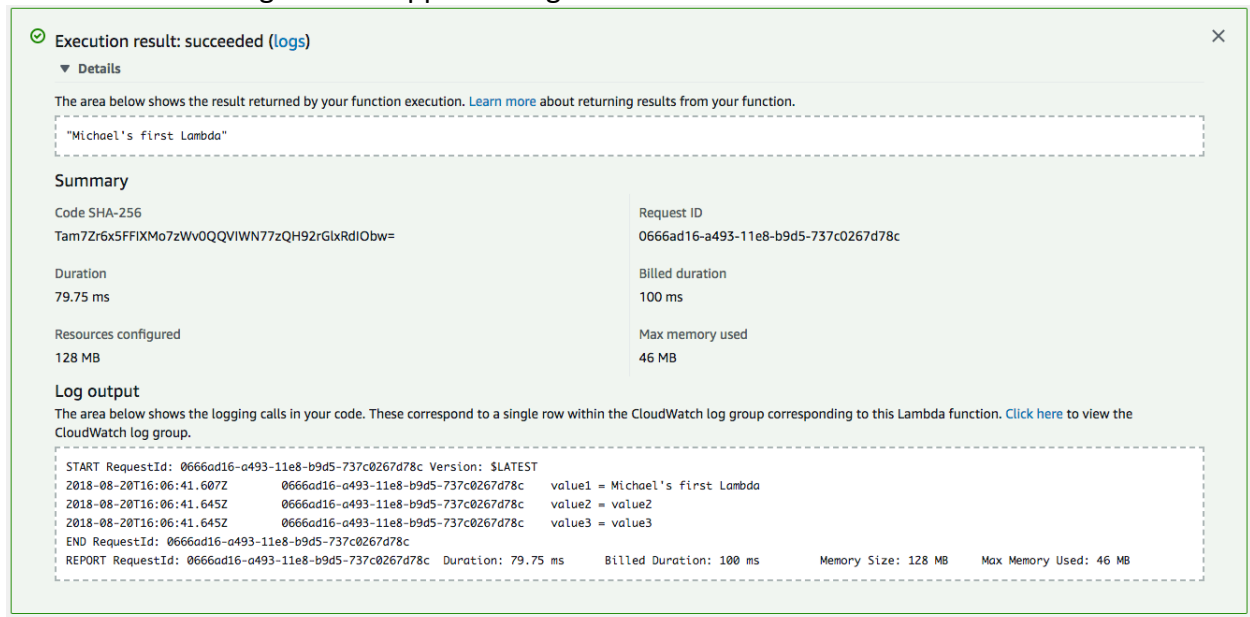 Execution result: succeeded (logs)
Details
The area below shows the result returned by your function execution. Learn more about returning results from your function.
"Michael's first Lambda"
Summary
Code SHA-256
Tam7Zr6x5FFIXMo7zWv0QQVIWN77zQH92rGlxRdIObw=
Request ID
0666ad16-a493-11e8-b9d5-737c0267d78c
Duration
79.75 ms
Billed duration
100 ms
Resources configured
128 MB
Max memory used
46 MB
Log output
The area below shows the logging calls in your code. These correspond to a single row within the CloudWatch log group corresponding to this Lambda function. Click here to view the
CloudWatch log group.
START RequestId: 0666ad16-a493-11e8-b9d5-737c0267d78c Version: $LATEST
2018-08-20T16:06:41.607Z 0666ad16-a493-11e8-b9d5-737c0267d78c value1 = Michael's first Lambda
2018-08-20T16:06:41.645Z 0666ad16-a493-11e8-b9d5-737c0267d78c value2 = value2
2018-08-20T16:06:41.645Z 0666ad16-a493-11e8-b9d5-737c0267d78c value3 = value3
END RequestId: 0666ad16-a493-11e8-b9d5-737c0267d78c
REPORT RequestId: 0666ad16-a493-11e8-b9d5-737c0267d78c Duration: 79.75 ms Billed Duration: 100 ms Memory Size: 128 MB Max Memory Used: 46 MB